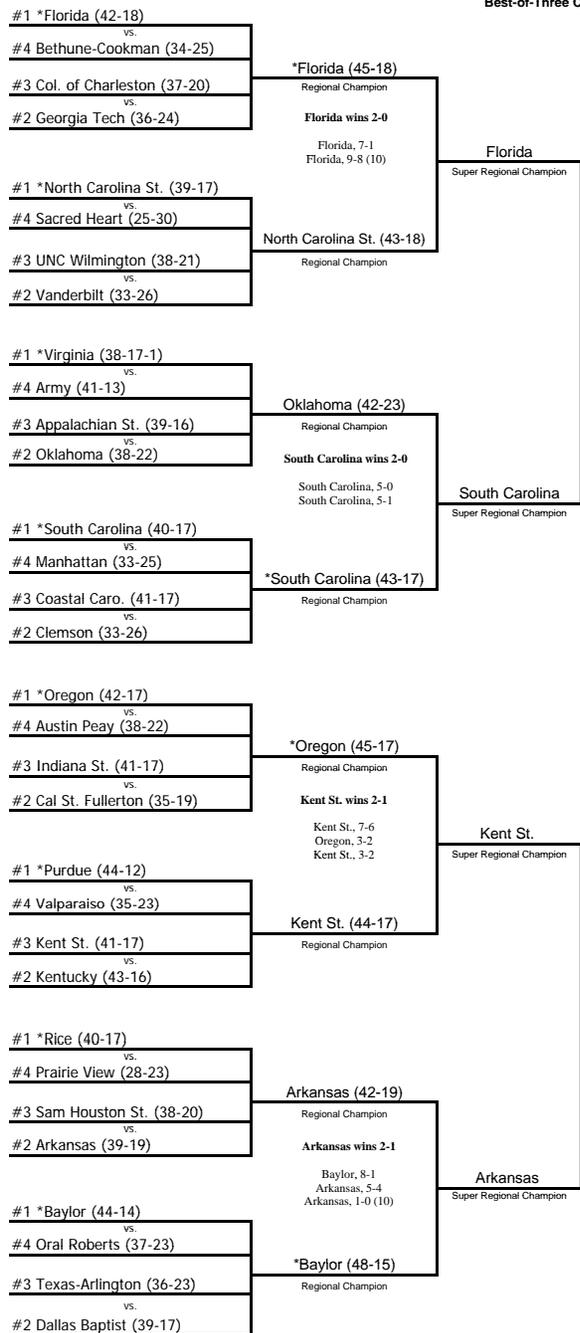 Best-of-Three C
#1 *Florida (42-18)
vs.
#4 Bethune-Cookman (34-25)
#3 Col. of Charleston (37-20)
vs.
#2 Georgia Tech (36-24)
*Florida (45-18)
Regional Champion
Florida wins 2-0
Florida, 7-1
Florida, 9-8 (10)
Florida
Super Regional Champion
#1 *North Carolina St. (39-17)
vs.
#4 Sacred Heart (25-30)
#3 UNC Wilmington (38-21)
vs.
#2 Vanderbilt (33-26)
North Carolina St. (43-18)
Regional Champion
#1 *Virginia (38-17-1)
vs.
#4 Army (41-13)
#3 Appalachian St. (39-16)
vs.
#2 Oklahoma (38-22)
Oklahoma (42-23)
Regional Champion
South Carolina wins 2-0
South Carolina, 5-0
South Carolina, 5-1
South Carolina
Super Regional Champion
#1 *South Carolina (40-17)
vs.
#4 Manhattan (33-25)
#3 Coastal Caro. (41-17)
vs.
#2 Clemson (33-26)
*South Carolina (43-17)
Regional Champion
#1 *Oregon (42-17)
vs.
#4 Austin Peay (38-22)
#3 Indiana St. (41-17)
vs.
#2 Cal St. Fullerton (35-19)
*Oregon (45-17)
Regional Champion
Kent St. wins 2-1
Kent St., 7-6
Oregon, 3-2
Kent St., 3-2
Kent St.
Super Regional Champion
#1 *Purdue (44-12)
vs.
#4 Valparaiso (35-23)
#3 Kent St. (41-17)
vs.
#2 Kentucky (43-16)
Kent St. (44-17)
Regional Champion
#1 *Rice (40-17)
vs.
#4 Prairie View (28-23)
#3 Sam Houston St. (38-20)
vs.
#2 Arkansas (39-19)
Arkansas (42-19)
Regional Champion
Arkansas wins 2-1
Baylor, 8-1
Arkansas, 5-4
Arkansas, 1-0 (10)
Arkansas
Super Regional Champion
#1 *Baylor (44-14)
vs.
#4 Oral Roberts (37-23)
#3 Texas-Arlington (36-23)
vs.
#2 Dallas Baptist (39-17)
*Baylor (48-15)
Regional Champion